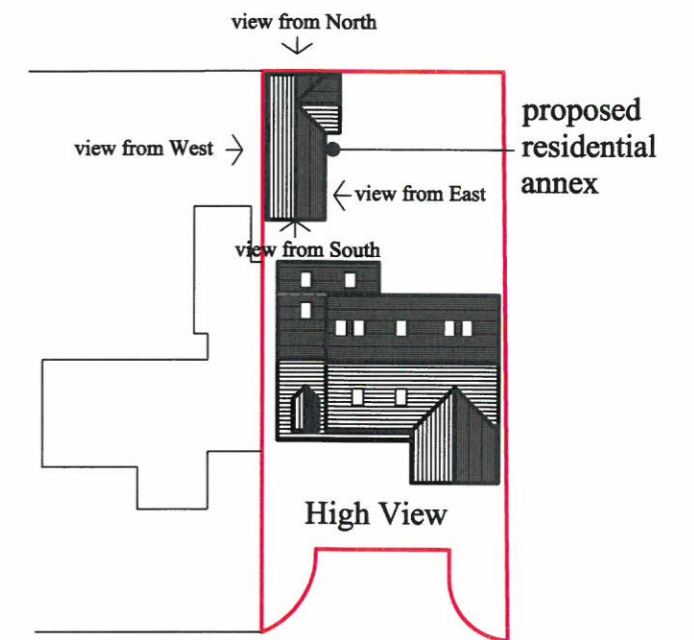 view from North
proposed
residential
annex
view from West
view from East
view from South
High View